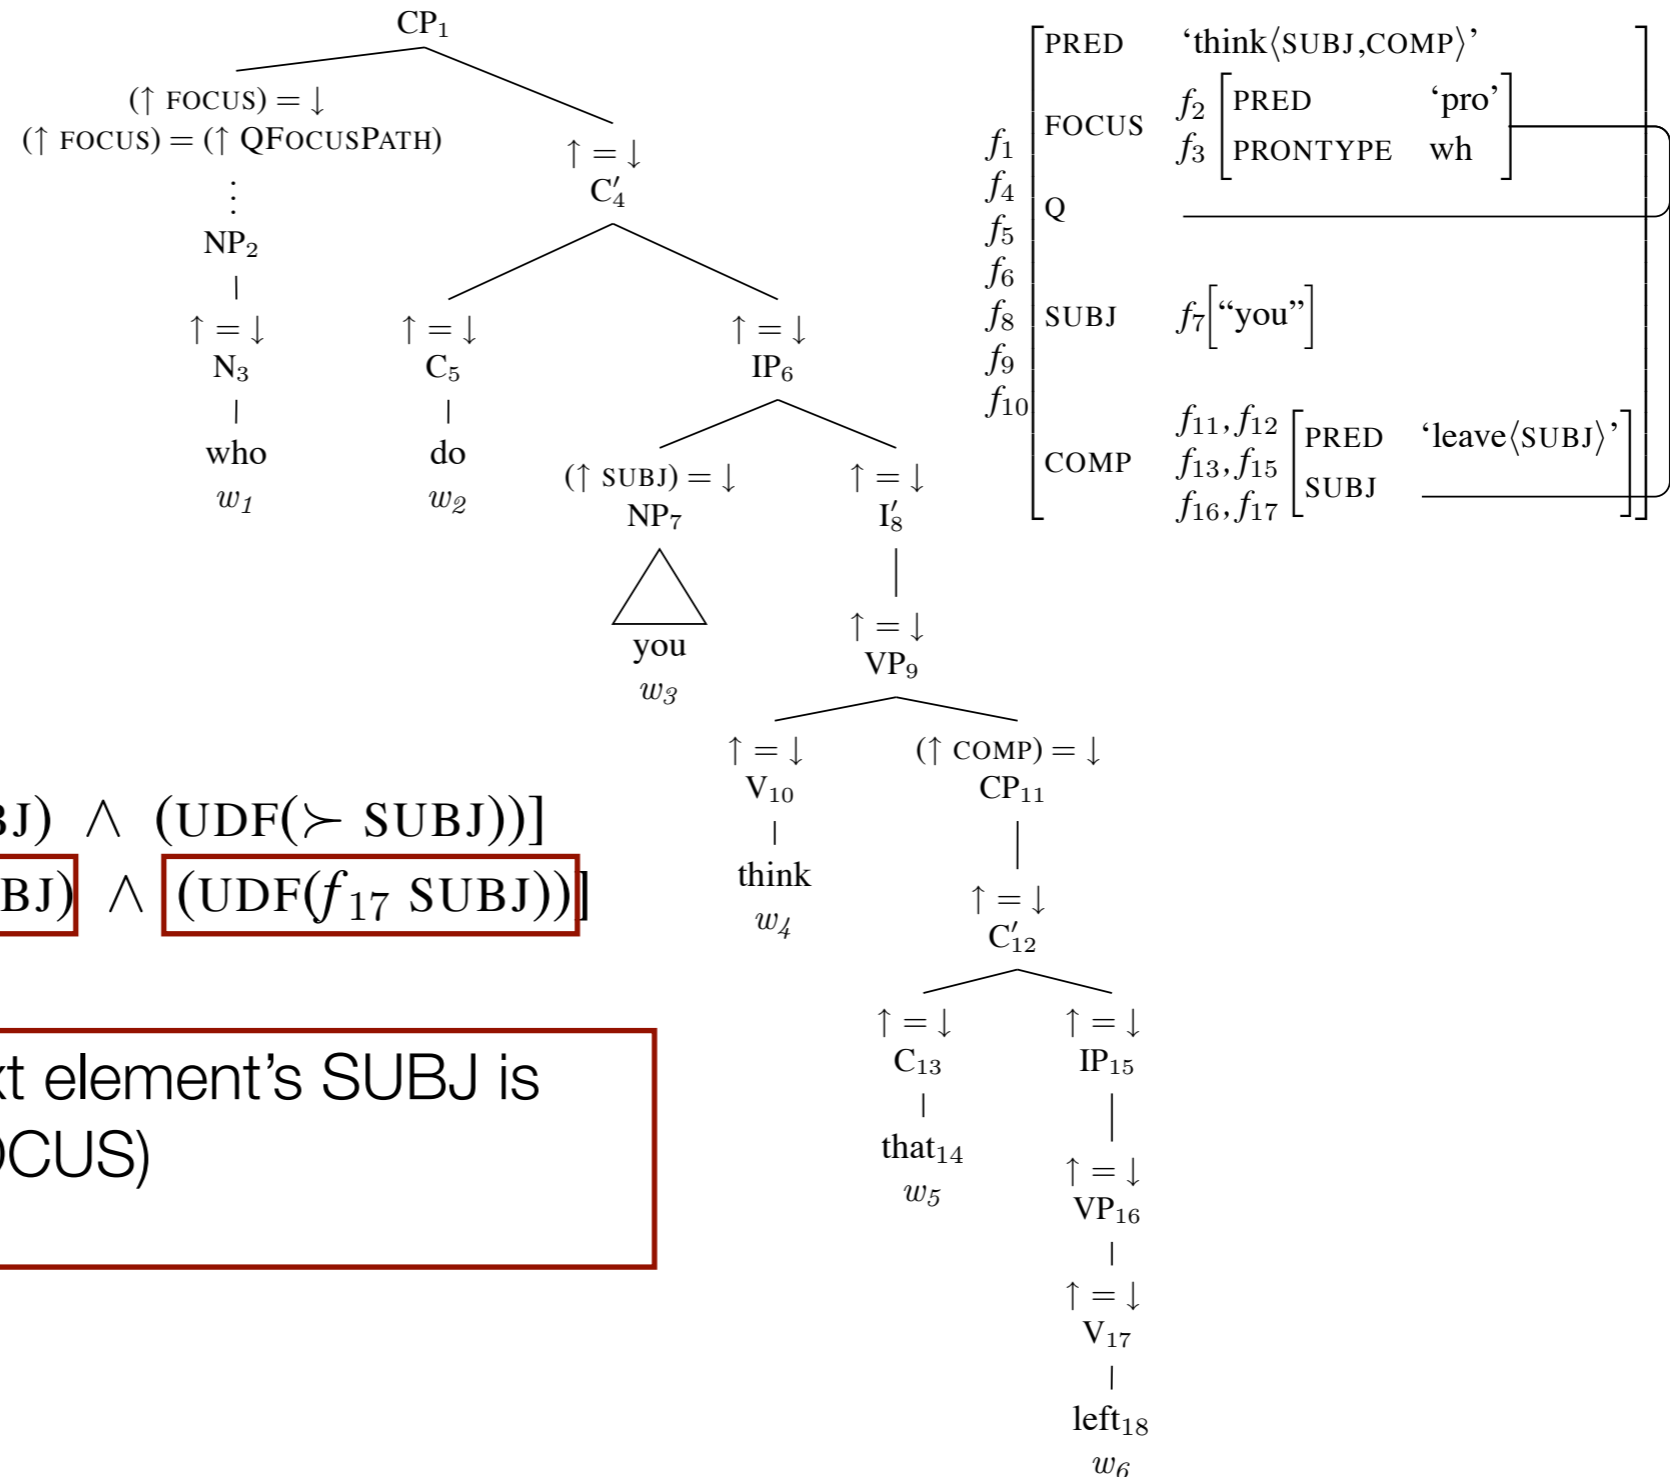 CP₁
(↑ FOCUS) = ↓
(↑ FOCUS) = (↑ QFOCUSPATH)
⋮
NP₂
↑ = ↓
N₃
who
w₁
↑ = ↓
C′₄
↑ = ↓
C₅
do
w₂
↑ = ↓
IP₆
(↑ SUBJ) = ↓
NP₇
you
w₃
↑ = ↓
I′₈
↑ = ↓
VP₉
↑ = ↓
V₁₀
think
w₄
(↑ COMP) = ↓
CP₁₁
↑ = ↓
C′₁₂
↑ = ↓
C₁₃
that₁₄
w₅
↑ = ↓
IP₁₅
↑ = ↓
VP₁₆
↑ = ↓
V₁₇
left₁₈
w₆
f₁
f₄
f₅
f₆
f₈
f₉
f₁₀
PRED ‘think⟨SUBJ,COMP⟩’
FOCUS
f₂ PRED ‘pro’
f₃ PRONTYPE wh
Q
SUBJ f₇[“you”]
COMP
f₁₁, f₁₂
f₁₃, f₁₅
f₁₆, f₁₇
PRED ‘leave⟨SUBJ⟩’
SUBJ
BJ) ∧ (UDF(≻ SUBJ))]
BJ) ∧ (UDF(f₁₇ SUBJ))]
xt element’s SUBJ is
OCUS)